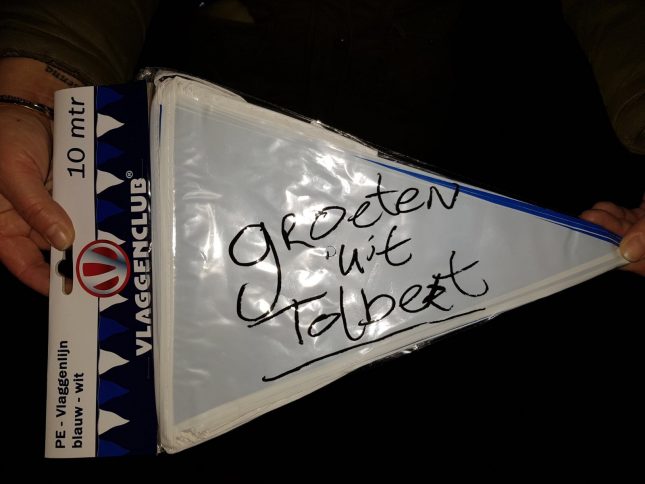 10 mtr
VLAGGENCLUB®
PE - Vlaggenlijn
blauw - wit
groeten
uit
Tolbert